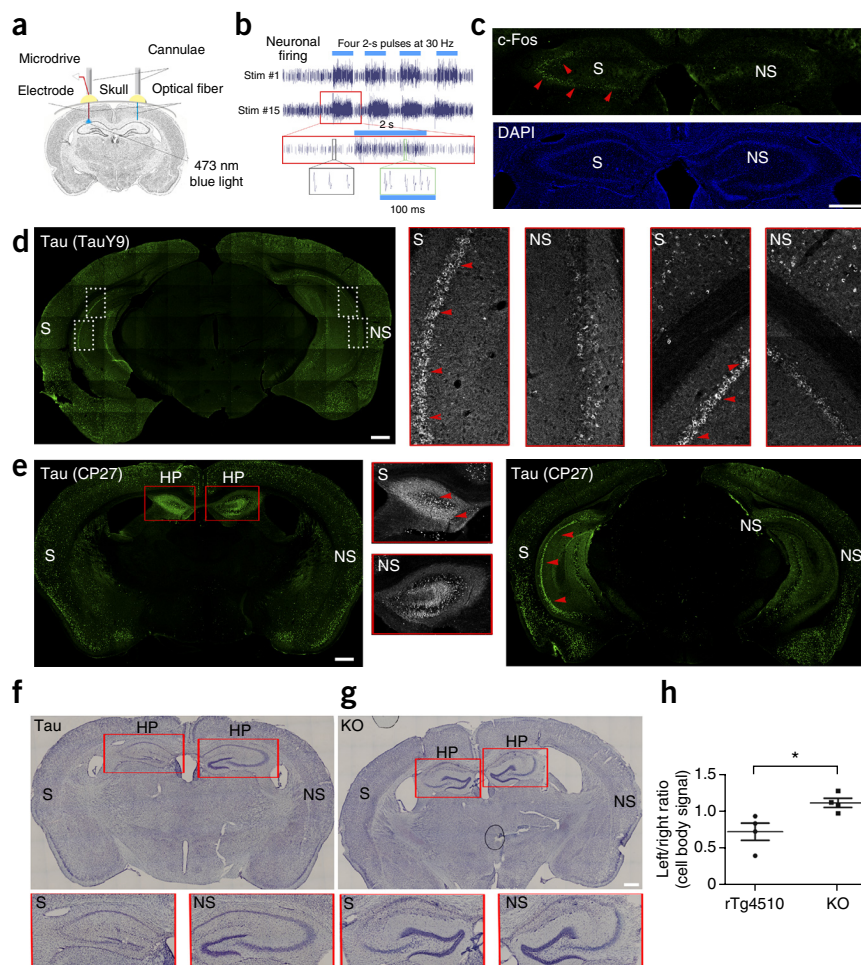 a
Microdrive
Cannulae
Electrode
Skull
Optical fiber
473 nm
blue light
b
Neuronal
firing
Four 2-s pulses at 30 Hz
Stim #1
Stim #15
2 s
100 ms
c
c-Fos
S
NS
DAPI
S
NS
d
Tau (TauY9)
S
NS
S
NS
S
NS
e
Tau (CP27)
HP
HP
S
NS
S
NS
Tau (CP27)
S
NS
f
Tau
HP
S
NS
S
NS
g
KO
HP
HP
S
NS
S
NS
h
Left/right ratio
(cell body signal)
1.5
1.0
0.5
0
*
rTg4510
KO